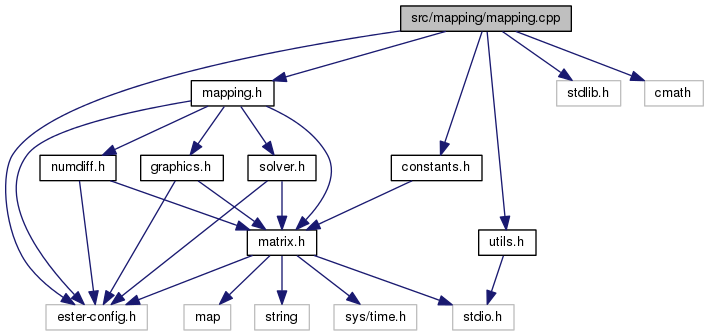 src/mapping/mapping.cpp
mapping.h
stdlib.h
cmath
numdiff.h
graphics.h
solver.h
constants.h
matrix.h
utils.h
ester-config.h
map
string
sys/time.h
stdio.h